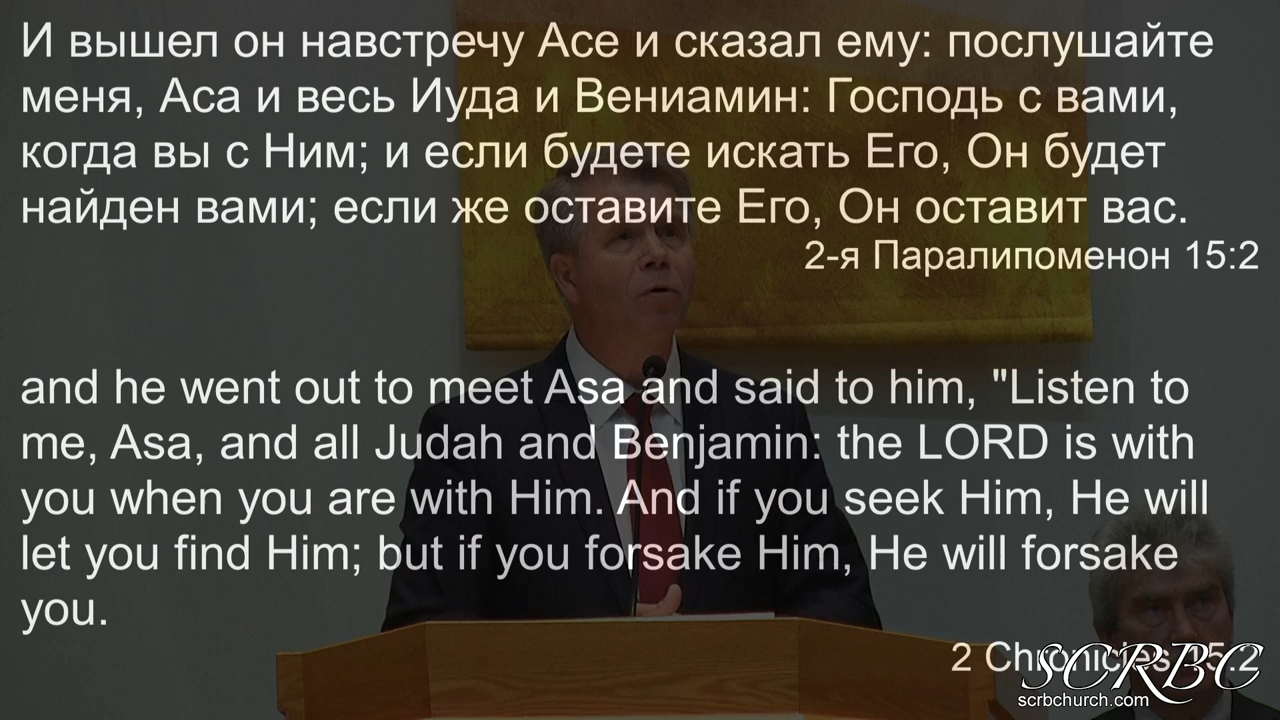 И вышел он навстречу Асе и сказал ему: послушайте
меня, Аса и весь Иуда и Вениамин: Господь с вами,
когда вы с Ним; и если будете искать Его, Он будет
найден вами; если же оставите Его, Он оставит вас.
2-я Паралипоменон 15:2
and he went out to meet Asa and said to him, "Listen to
me, Asa, and all Judah and Benjamin: the LORD is with
you when you are with Him. And if you seek Him, He will
let you find Him; but if you forsake Him, He will forsake
you.
2 Chronicles 15:2
SCRBC
scrbchurch.com